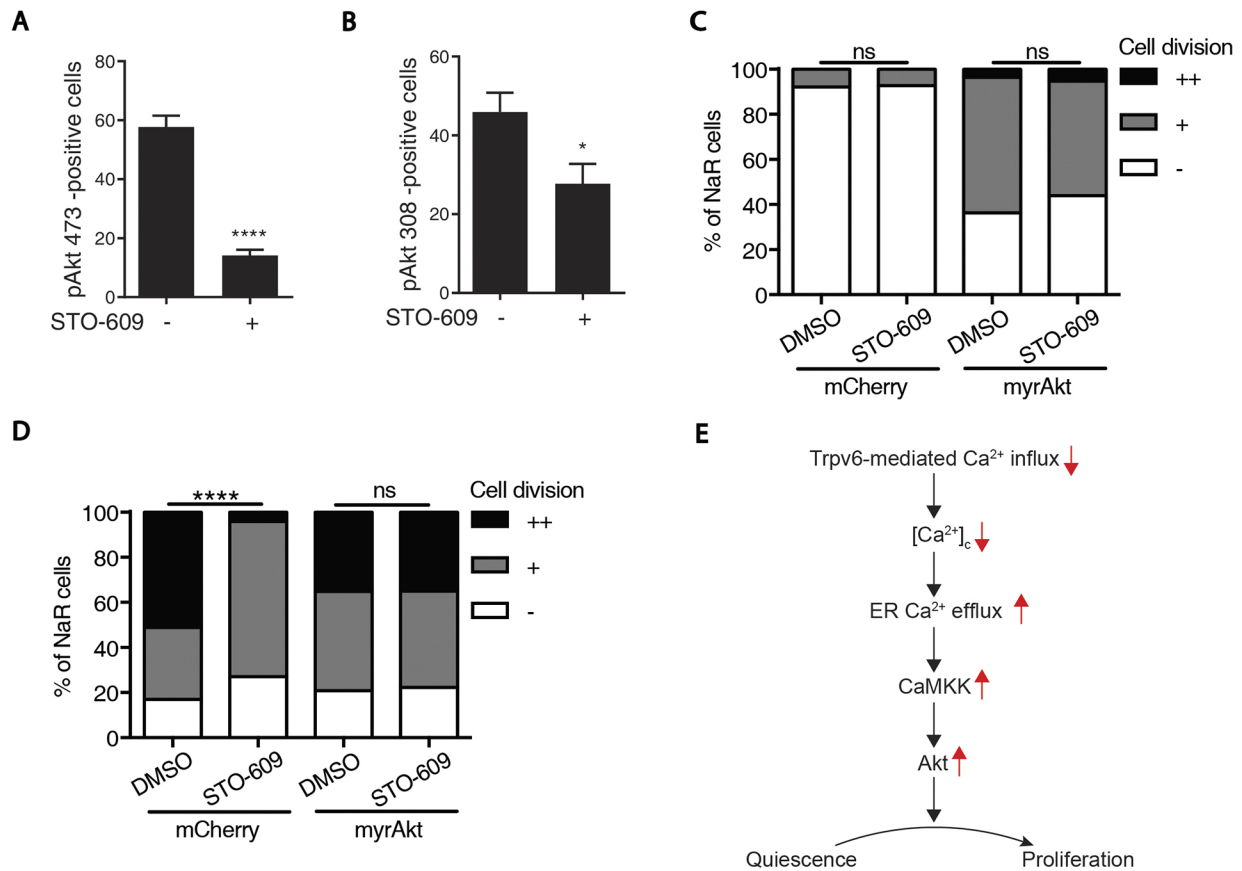 A
pAkt 473 -positive cells
80
60
40
20
0
****
STO-609 - +
B
pAkt 308 -positive cells
60
40
20
0
*
STO-609 - +
C
% of NaR cells
100
80
60
40
20
0
ns
ns
Cell division
++
+
-
DMSO
STO-609
DMSO
STO-609
mCherry
myrAkt
D
% of NaR cells
100
80
60
40
20
0
****
ns
Cell division
++
+
-
DMSO
STO-609
DMSO
STO-609
mCherry
myrAkt
E
Trpv6-mediated Ca²⁺ influx
[Ca²⁺]c
ER Ca²⁺ efflux
CaMKK
Akt
Quiescence
Proliferation